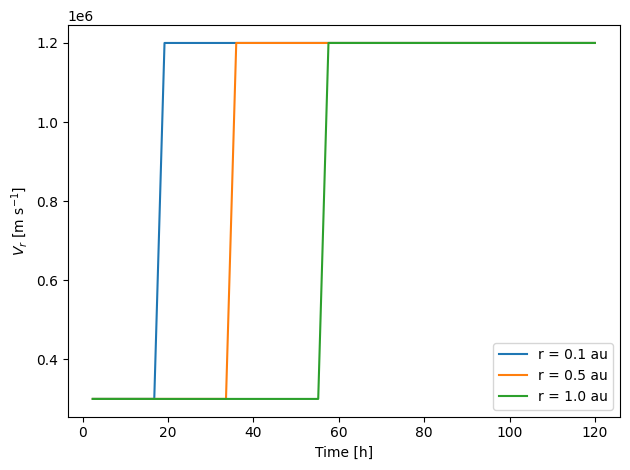 1e6
1.2
1.0
0.8
0.6
0.4
V_r [m s⁻¹]
0 20 40 60 80 100 120
Time [h]
r = 0.1 au
r = 0.5 au
r = 1.0 au